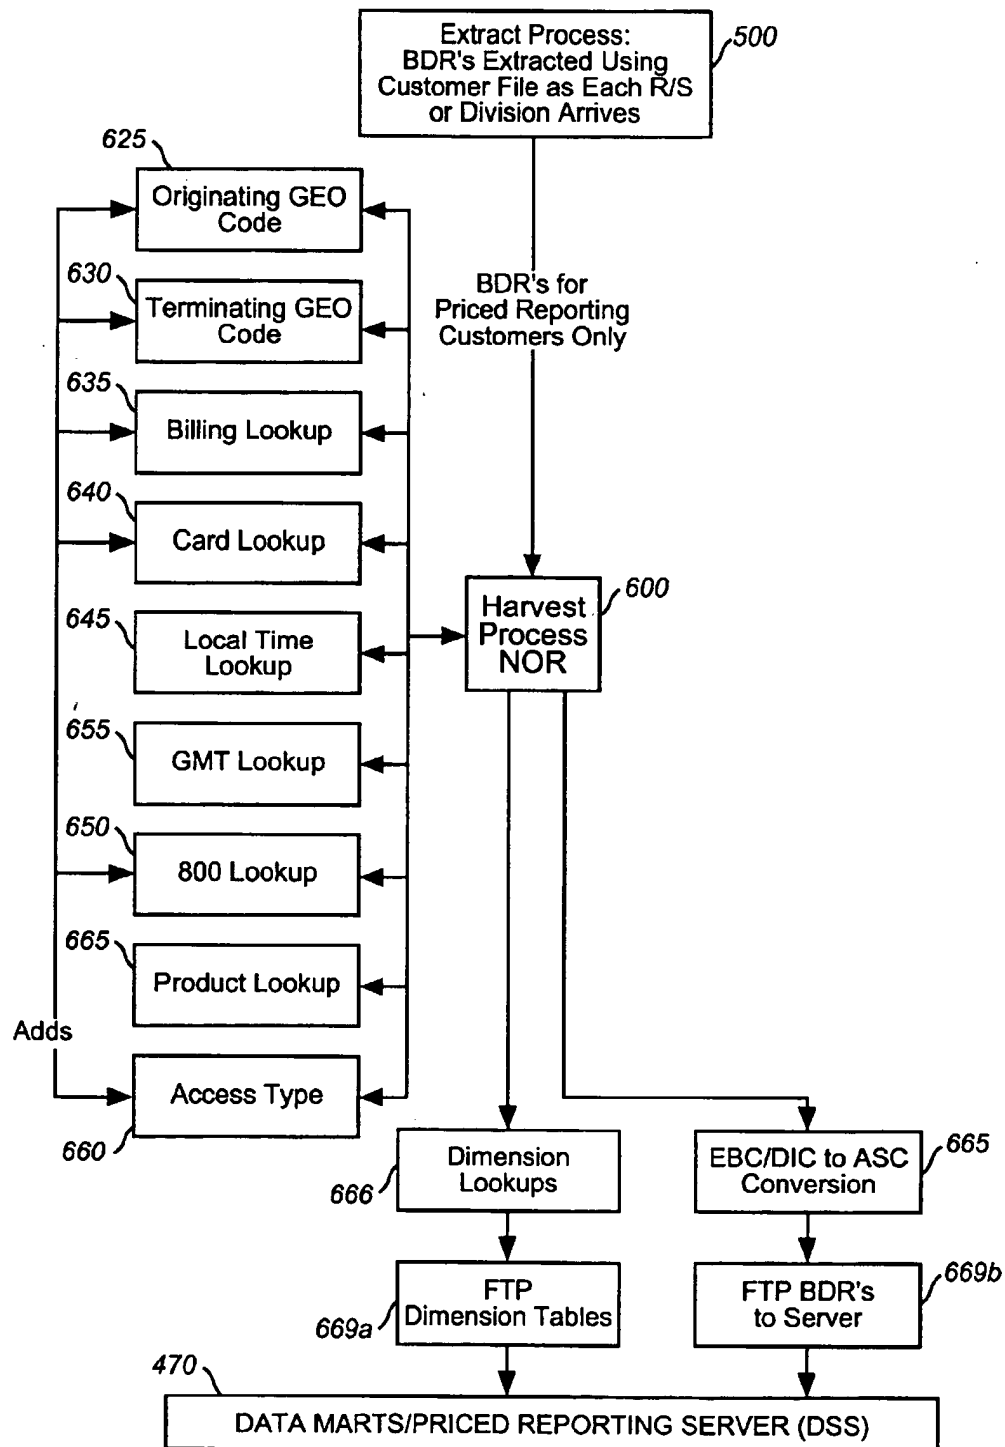 Extract Process:
BDR's Extracted Using
Customer File as Each R/S
or Division Arrives
500
625
Originating GEO
Code
630
Terminating GEO
Code
BDR's for
Priced Reporting
Customers Only
635
Billing Lookup
640
Card Lookup
600
Harvest
Process
NOR
645
Local Time
Lookup
655
GMT Lookup
650
800 Lookup
665
Product Lookup
Adds
Access Type
660
Dimension
Lookups
666
EBC/DIC to ASC
Conversion
665
FTP
Dimension Tables
669a
FTP BDR's
to Server
669b
470
DATA MARTS/PRICED REPORTING SERVER (DSS)